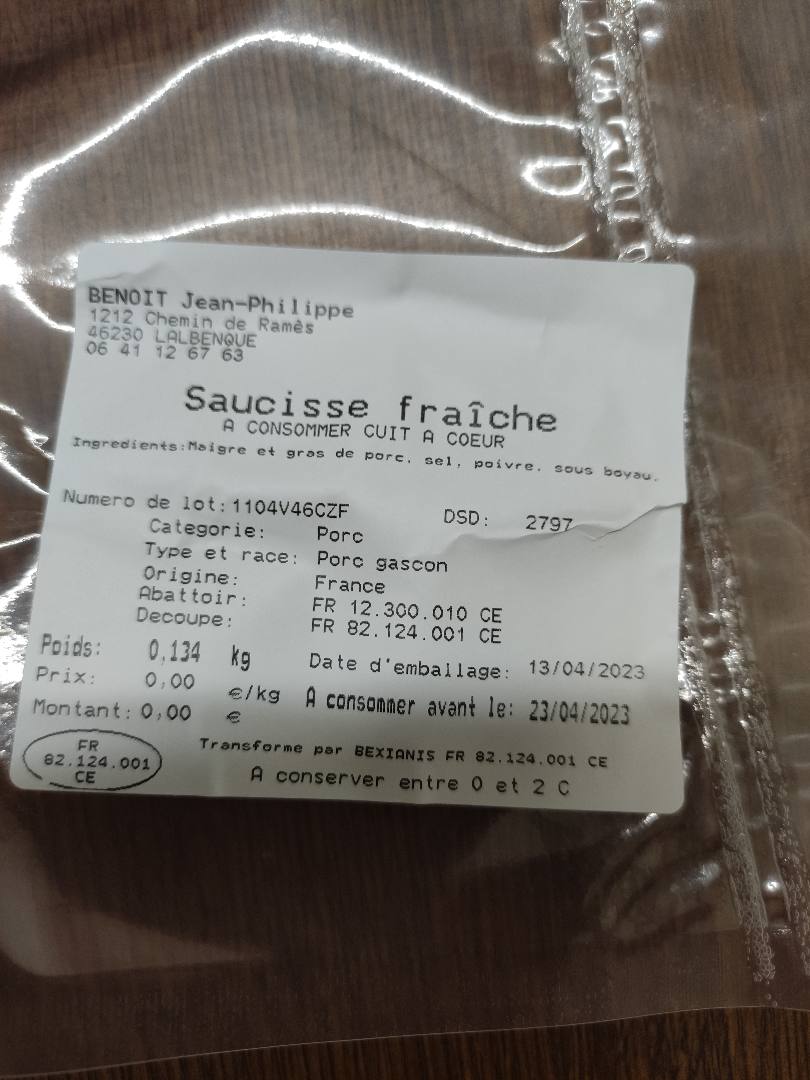 BENOIT Jean-Philippe
1212 Chemin de Ramès
46230 LALBENQUE
06 41 12 67 63
Saucisse fraîche
A CONSOMMER CUIT A COEUR
Ingredients:Maigre et gras de porc, sel, poivre, sous boyau.
Numero de lot: 1104V46CZF DSD: 2797
Categorie: Porc
Type et race: Porc gascon
Origine: France
Abattoir: FR 12.300.010 CE
Decoupe: FR 82.124.001 CE
Poids: 0,134 kg Date d'emballage: 13/04/2023
Prix: 0,00 €/kg A consommer avant le: 23/04/2023
Montant: 0,00 €
FR
82.124.001
CE
Transforme par BEXIANIS FR 82.124.001 CE
A conserver entre 0 et 2 C